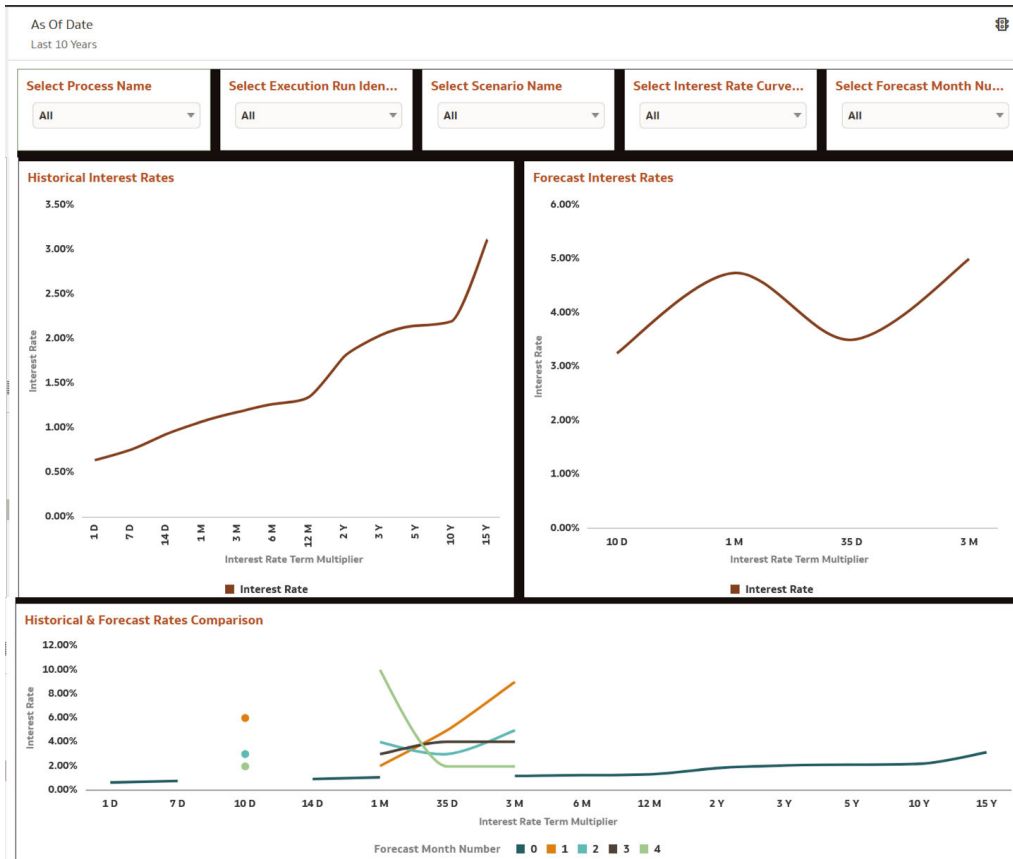 As Of Date
Last 10 Years
Select Process Name
All
Select Execution Run Iden...
All
Select Scenario Name
All
Select Interest Rate Curve...
All
Select Forecast Month Nu...
All
Historical Interest Rates
3.50%
3.00%
2.50%
2.00%
1.50%
1.00%
0.50%
0.00%
Interest Rate
1 D 7 D 14 D 1 M 3 M 6 M 12 M 2 Y 3 Y 5 Y 10 Y 15 Y
Interest Rate Term Multiplier
Interest Rate
Forecast Interest Rates
6.00%
5.00%
4.00%
3.00%
2.00%
1.00%
0.00%
Interest Rate
10 D 1 M 35 D 3 M
Interest Rate Term Multiplier
Interest Rate
Historical & Forecast Rates Comparison
12.00%
10.00%
8.00%
6.00%
4.00%
2.00%
0.00%
Interest Rate
1 D 7 D 10 D 14 D 1 M 35 D 3 M 6 M 12 M 2 Y 3 Y 5 Y 10 Y 15 Y
Interest Rate Term Multiplier
Forecast Month Number 0 1 2 3 4